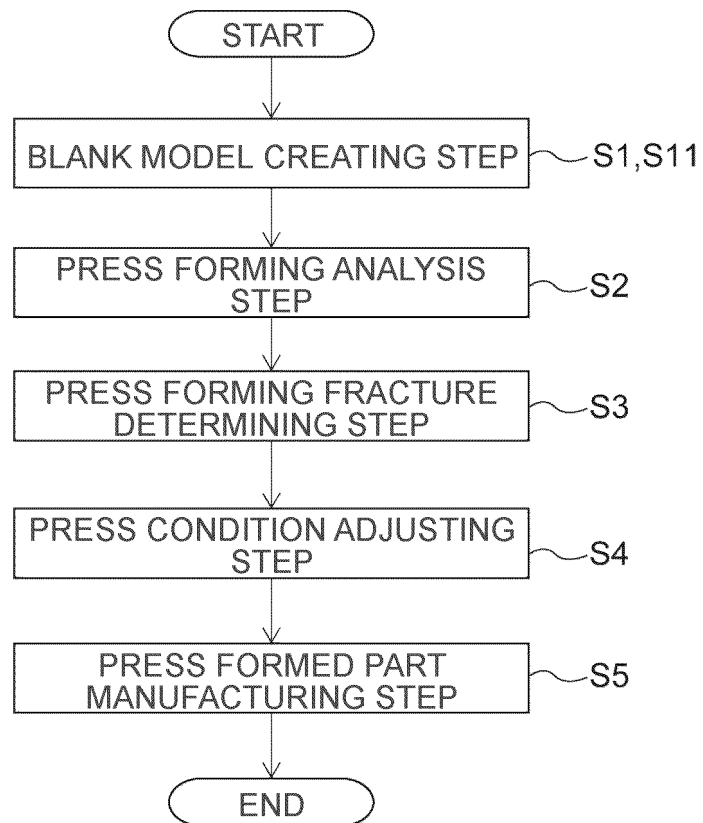 START
BLANK MODEL CREATING STEP
S1,S11
PRESS FORMING ANALYSIS
STEP
S2
PRESS FORMING FRACTURE
DETERMINING STEP
S3
PRESS CONDITION ADJUSTING
STEP
S4
PRESS FORMED PART
MANUFACTURING STEP
S5
END